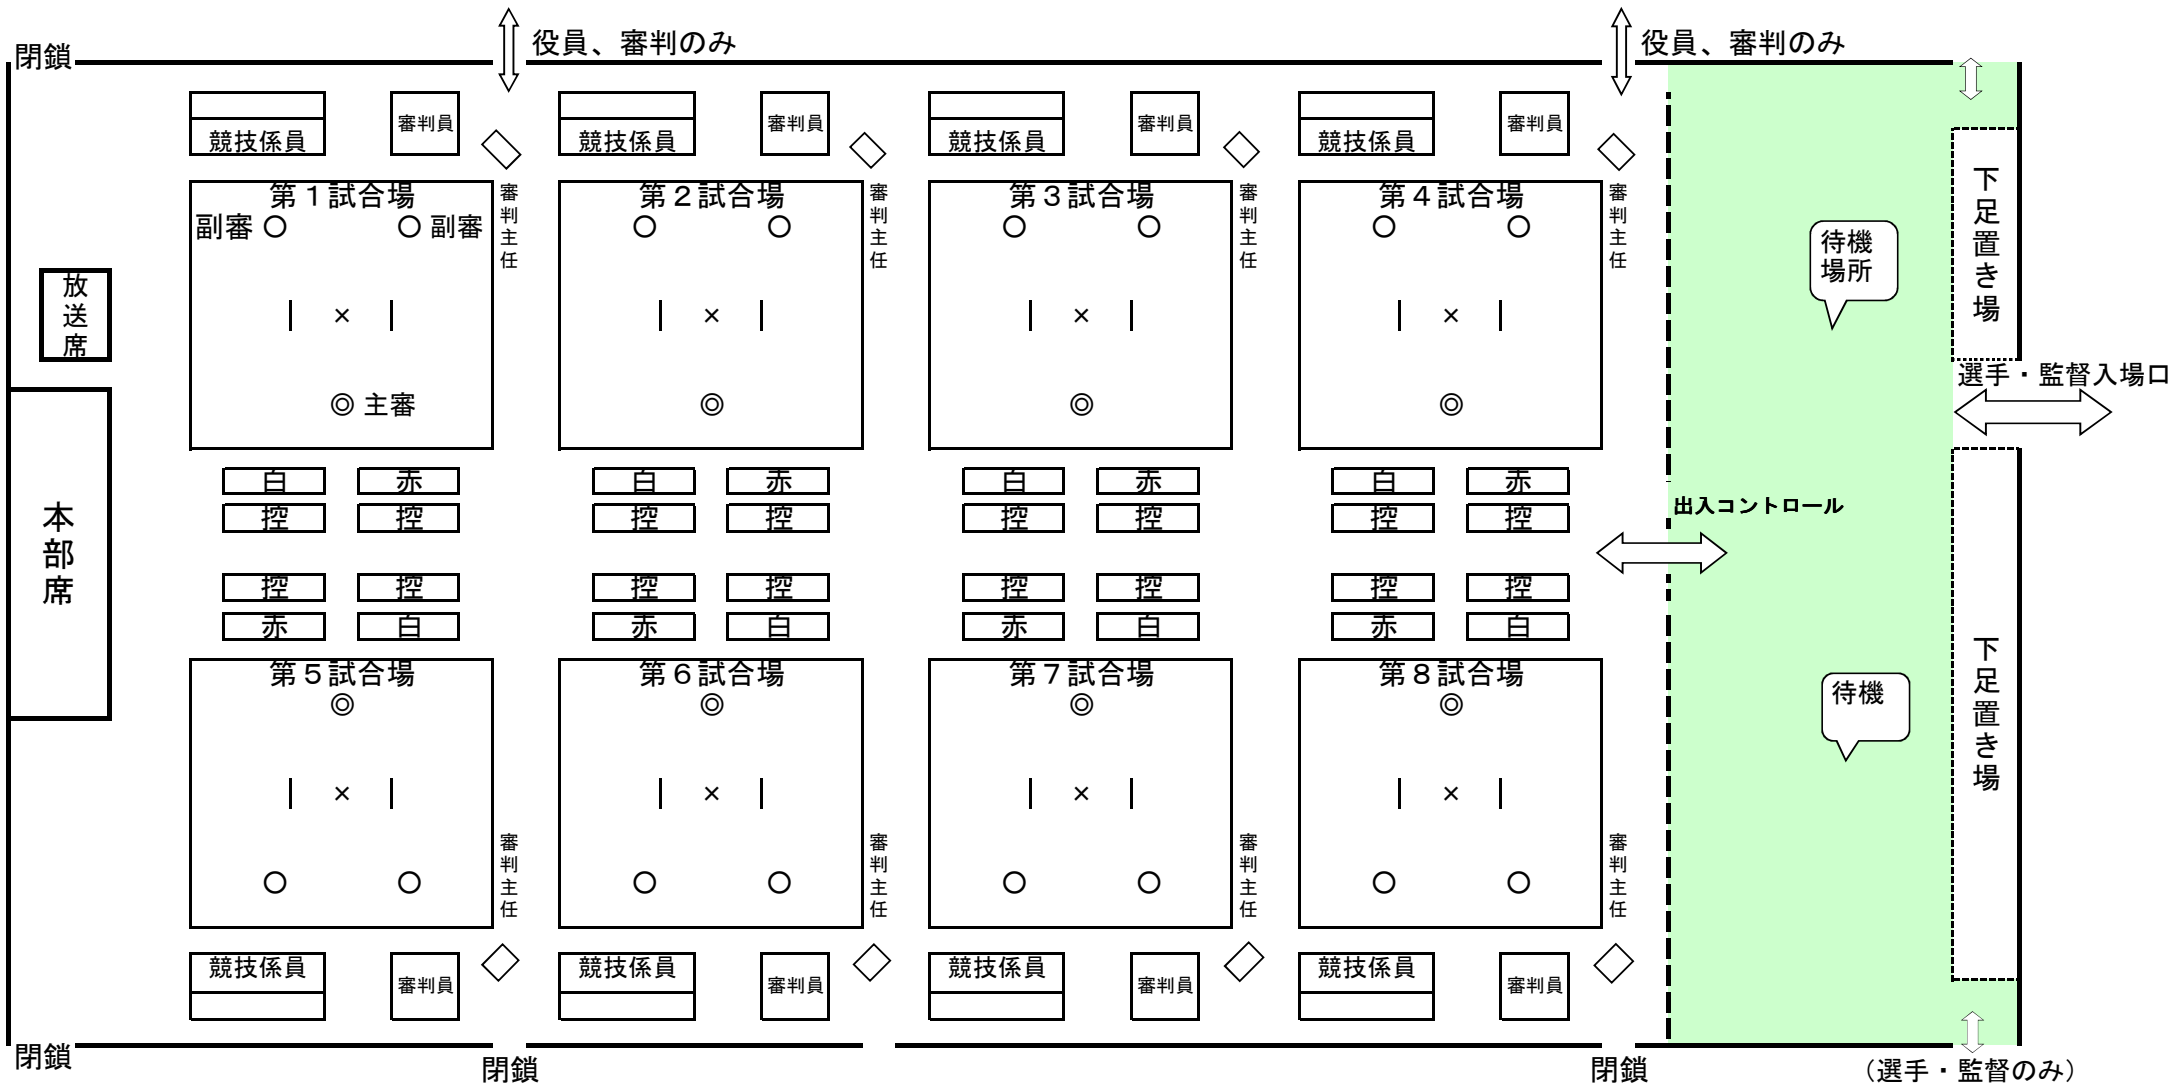 閉鎖
役員、審判のみ
役員、審判のみ
競技係員
審判員
競技係員
審判員
競技係員
審判員
競技係員
審判員
第１試合場
審判主任
第２試合場
審判主任
第３試合場
審判主任
第４試合場
審判主任
副審 ○
○ 副審
○ ○
○ ○
○ ○
下足置き場
待機
場所
放送席
×
×
×
×
選手・監督入場口
◎ 主審
◎
◎
◎
本部席
白 赤
白 赤
白 赤
白 赤
控 控
控 控
控 控
控 控
出入コントロール
控 控
控 控
控 控
控 控
赤 白
赤 白
赤 白
赤 白
第５試合場
第６試合場
第７試合場
第８試合場
◎
◎
◎
◎
待機
下足置き場
×
×
×
×
審判主任
審判主任
審判主任
審判主任
○ ○
○ ○
○ ○
○ ○
競技係員
審判員
競技係員
審判員
競技係員
審判員
競技係員
審判員
閉鎖
閉鎖
閉鎖
（選手・監督のみ）